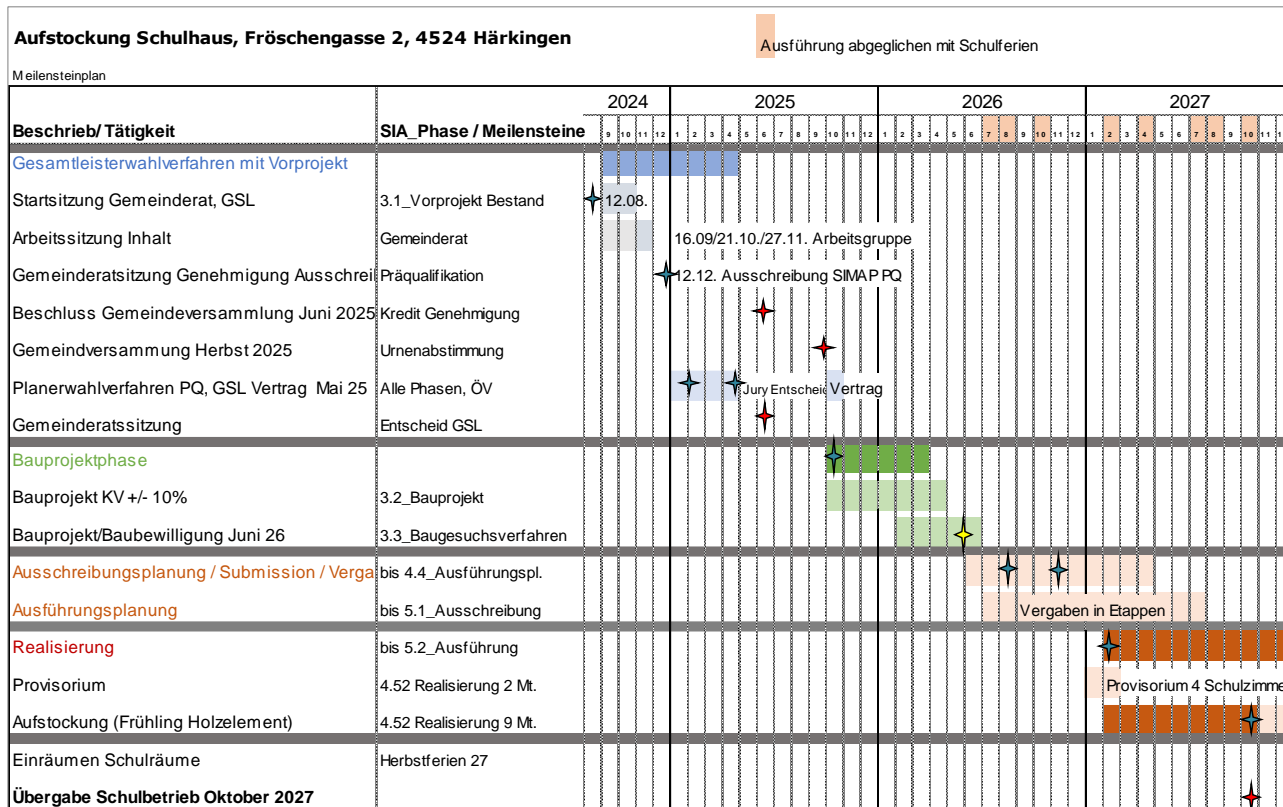 Aufstockung Schulhaus, Fröschengasse 2, 4524 Härkingen
Ausführung abgeglichen mit Schulferien
Meilensteinplan
2024 2025 2026 2027
Beschrieb/ Tätigkeit SIA_Phase / Meilensteine 9 10 11 12 1 2 3 4 5 6 7 8 9 10 11 12 1 2 3 4 5 6 7 8 9 10 11 12 1 2 3 4 5 6 7 8 9 10 11 1
Gesamtleisterwahlverfahren mit Vorprojekt
Startsitzung Gemeinderat, GSL 3.1_Vorprojekt Bestand 12.08.
Arbeitssitzung Inhalt Gemeinderat 16.09/21.10./27.11. Arbeitsgruppe
Gemeinderatsitzung Genehmigung Ausschreil Präqualifikation 12.12. Ausschreibung SIMAP PQ
Beschluss Gemeindeversammlung Juni 2025 Kredit Genehmigung
Gemeindversammung Herbst 2025 Urnenabstimmung
Planerwahlverfahren PQ, GSL Vertrag Mai 25 Alle Phasen, ÖV Jury Entscheid Vertrag
Gemeinderatssitzung Entscheid GSL
Bauprojektphase
Bauprojekt KV +/- 10% 3.2_Bauprojekt
Bauprojekt/Baubewilligung Juni 26 3.3_Baugesuchsverfahren
Ausschreibungsplanung / Submission / Verga bis 4.4_Ausführungspl.
Ausführungsplanung bis 5.1_Ausschreibung Vergaben in Etappen
Realisierung bis 5.2_Ausführung
Provisorium 4.52 Realisierung 2 Mt. Provisorium 4 Schulzimme
Aufstockung (Frühling Holzelement) 4.52 Realisierung 9 Mt.
Einräumen Schulräume Herbstferien 27
Übergabe Schulbetrieb Oktober 2027